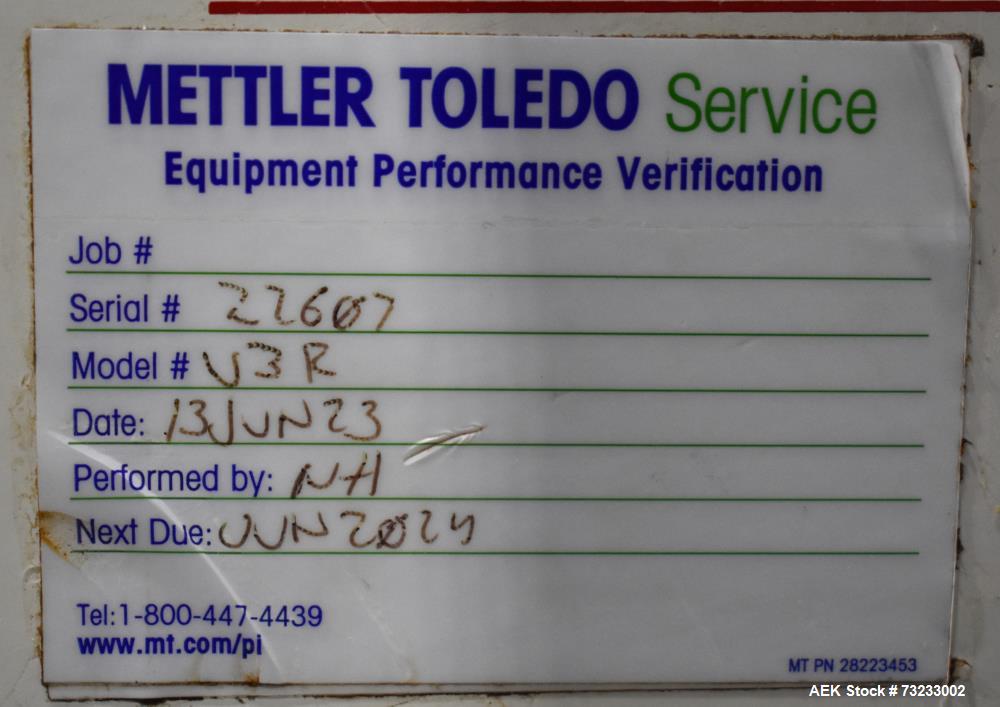 METTLER TOLEDO Service
Equipment Performance Verification
Job #
Serial # 22607
Model # V3R
Date: 13JUN23
Performed by: NH
Next Due: JUN2024
Tel:1-800-447-4439
www.mt.com/pi
MT PN 28223453
AEK Stock # 73233002